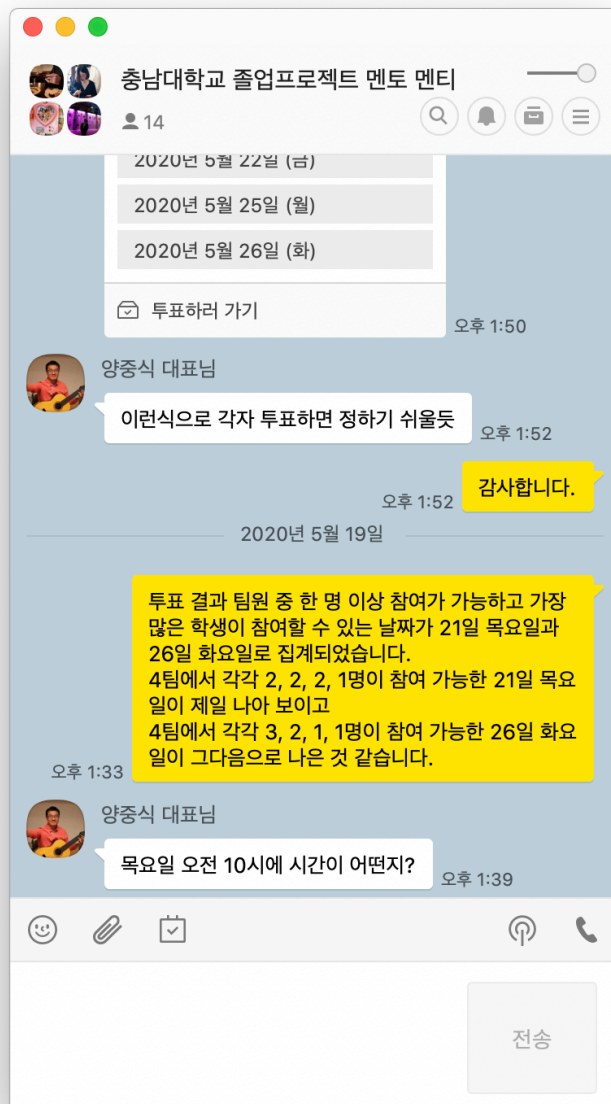 충남대학교 졸업프로젝트 멘토 멘티
14
2020년 5월 22일 (금)
2020년 5월 25일 (월)
2020년 5월 26일 (화)
투표하러 가기
오후 1:50
양중식 대표님
이런식으로 각자 투표하면 정하기 쉬울듯
오후 1:52
감사합니다.
오후 1:52
2020년 5월 19일
투표 결과 팀원 중 한 명 이상 참여가 가능하고 가장
많은 학생이 참여할 수 있는 날짜가 21일 목요일과
26일 화요일로 집계되었습니다.
4팀에서 각각 2, 2, 2, 1명이 참여 가능한 21일 목요
일이 제일 나아 보이고
4팀에서 각각 3, 2, 1, 1명이 참여 가능한 26일 화요
일이 그다음으로 나은 것 같습니다.
오후 1:33
양중식 대표님
목요일 오전 10시에 시간이 어떤지?
오후 1:39
전송